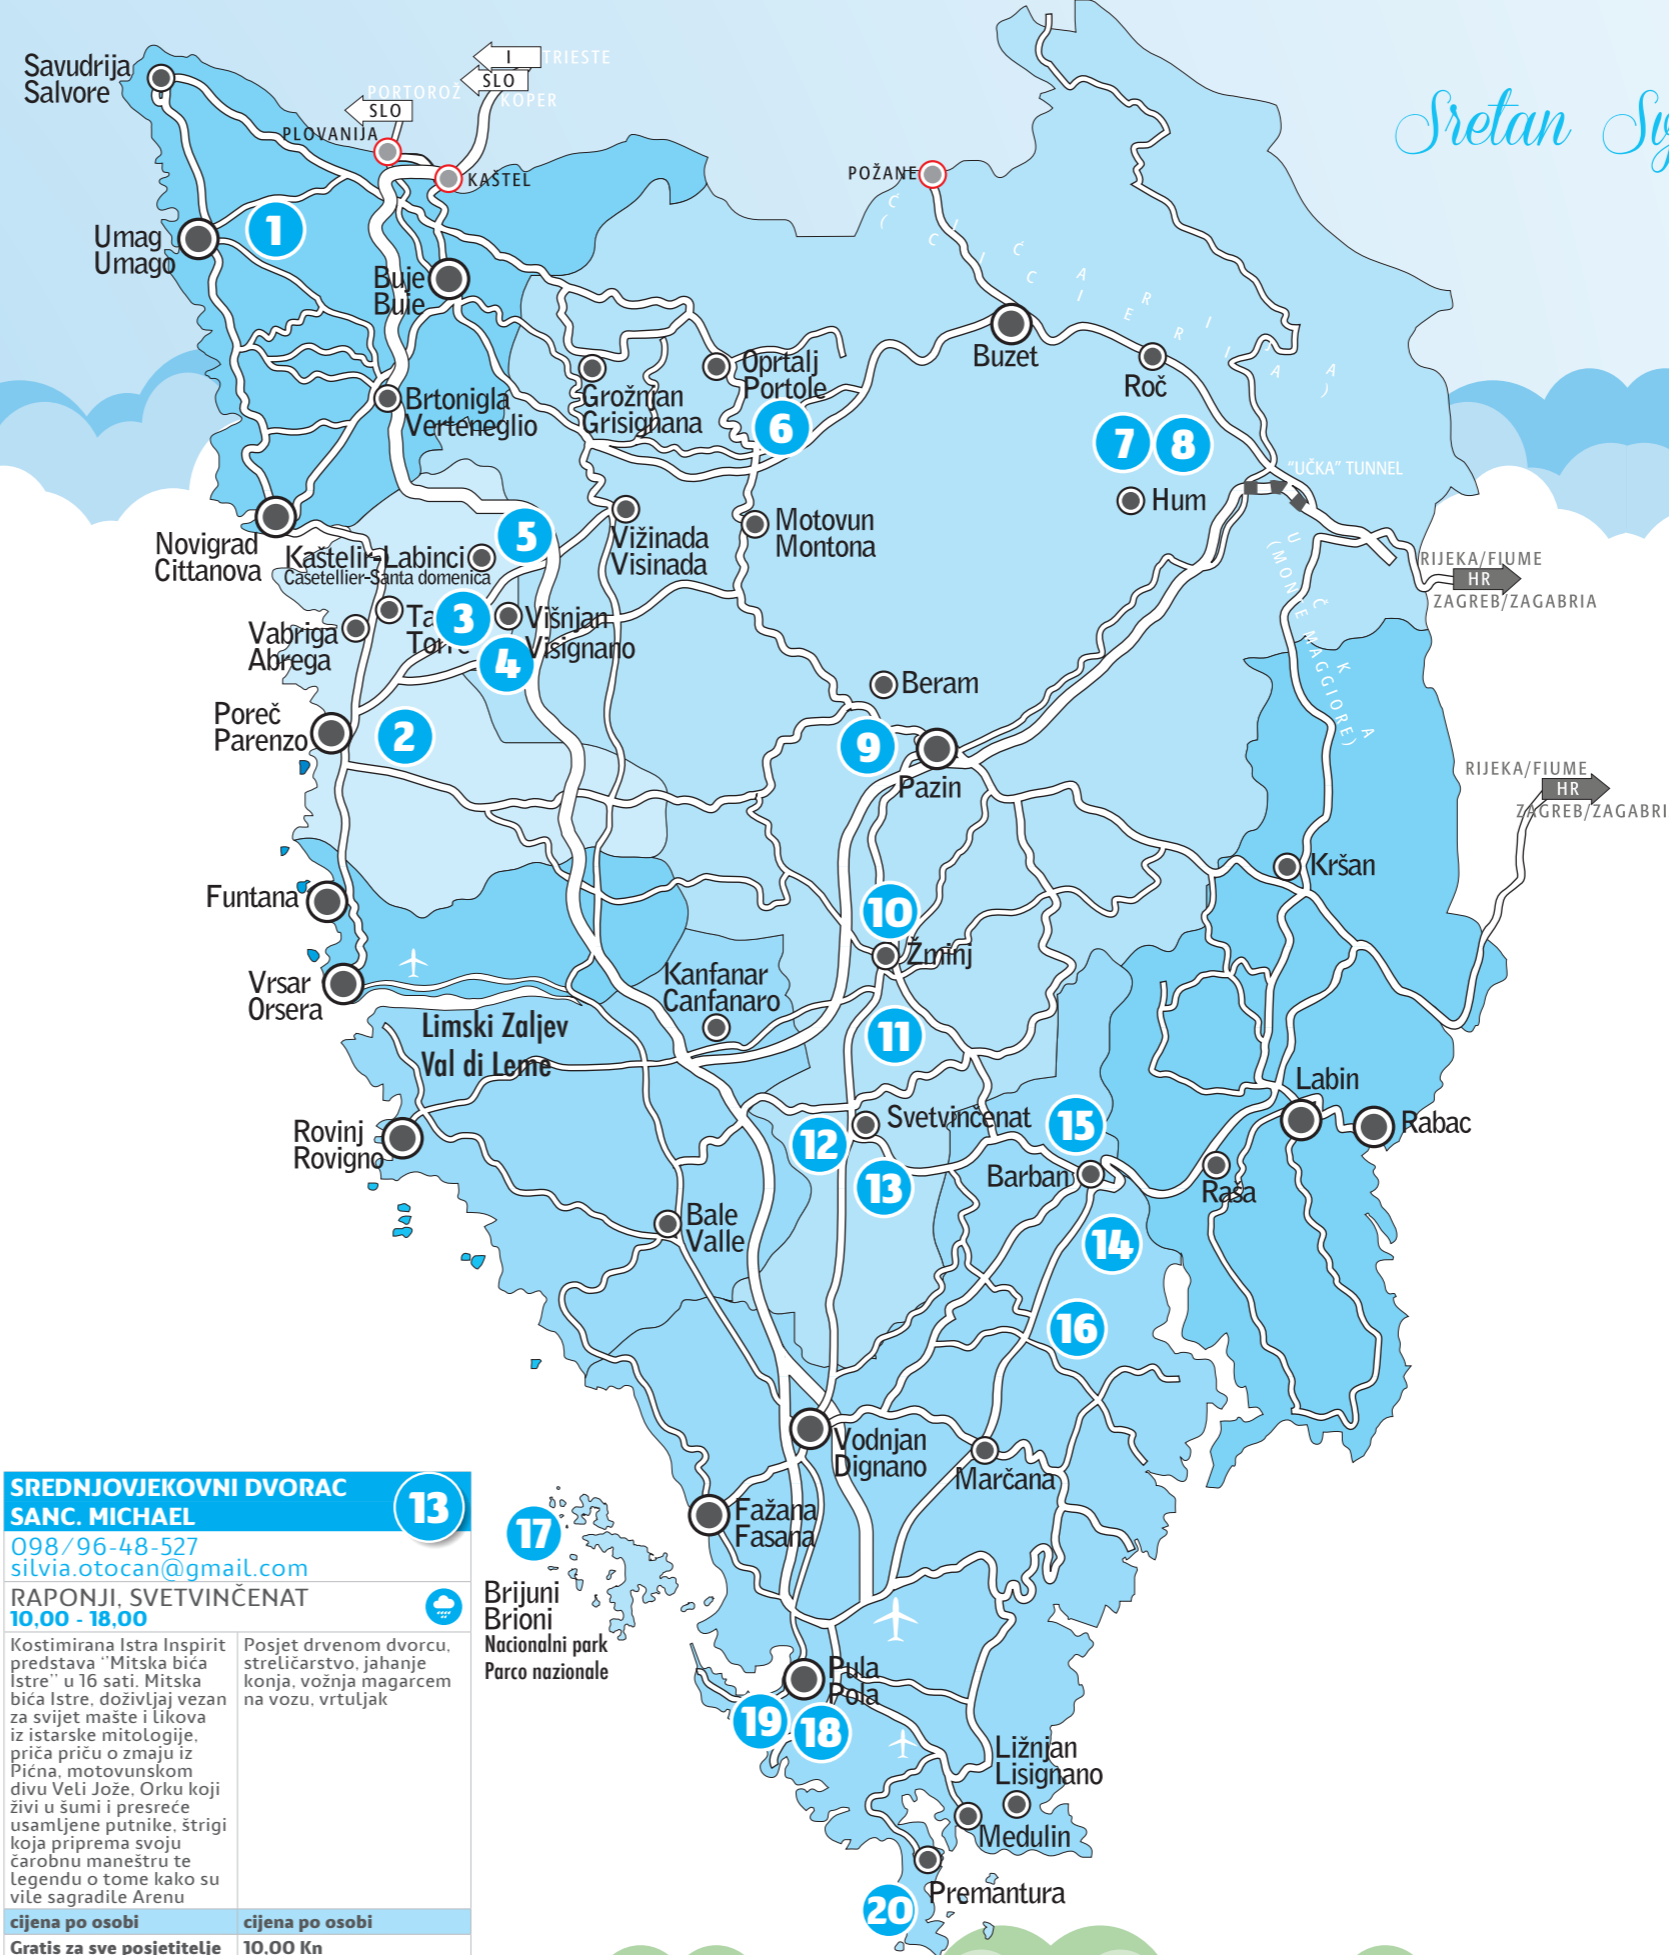 Sretan
I
TRIESTE
SLO
KOPER
PORTOROŽ
SLO
PLOVANIJA
KAŠTEL
POŽANE
Savudrija
Salvore
Umag
Umago
1
Buje
Buie
ĆIĆARIJA
(CICCIERIA)
Buzet
Roč
Oprtalj
Portole
6
Grožnjan
Grisignana
Brtonigla
Verteneglio
7
8
"UČKA" TUNNEL
Hum
Novigrad
Cittanova
5
Vižinada
Visinada
Motovun
Montona
Kaštelir-Labinci
Casetellier-Santa domenica
UČKA
(MONTE MAGGIORE)
RIJEKA/FIUME
HR
ZAGREB/ZAGABRIA
Ta
Torre
3
Višnjan
Visignano
4
Vabriga
Abrega
Beram
Poreč
Parenzo
2
9
Pazin
RIJEKA/FIUME
HR
ZAGREB/ZAGABRI
Kršan
Funtana
10
Žminj
Vrsar
Orsera
Kanfanar
Canfanaro
Limski Zaljev
Val di Leme
11
Labin
Rabac
Rovinj
Rovigno
Svetvinčenat
12
13
15
Barban
Raša
Bale
Valle
14
16
Vodnjan
Dignano
Marčana
Fažana
Fasana
17
Brijuni
Brioni
Nacionalni park
Parco nazionale
Pula
Pola
19
18
Ližnjan
Lisignano
Medulin
Premantura
20
SREDNJOVJEKOVNI DVORAC
SANC. MICHAEL
13
098/96-48-527
silvia.otocan@gmail.com
RAPONJI, SVETVINČENAT
10,00 - 18,00
Kostimirana Istra Inspirit
predstava ‘’Mitska bića
Istre’’ u 16 sati. Mitska
bića Istre, doživljaj vezan
za svijet mašte i likova
iz istarske mitologije,
priča priču o zmaju iz
Pićna, motovunskom
divu Veli Jože, Orku koji
živi u šumi i presreće
usamljene putnike, štrigi
koja priprema svoju
čarobnu maneštru te
legendu o tome kako su
vile sagradile Arenu
Posjet drvenom dvorcu,
streličarstvo, jahanje
konja, vožnja magarcem
na vozu, vrtuljak
cijena po osobi
cijena po osobi
Gratis za sve posjetitelje
10,00 Kn